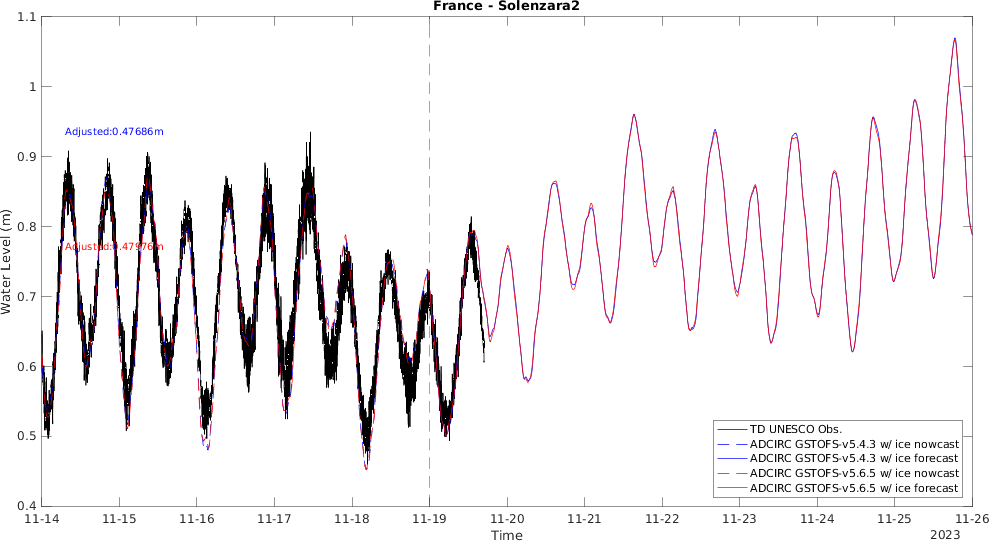 France - Solenzara2
1.1
1
0.9
0.8
0.7
0.6
0.5
0.4
Water Level (m)
Adjusted:0.47686m
Adjusted:0.47976m
TD UNESCO Obs.
ADCIRC GSTOFS-v5.4.3 w/ ice nowcast
ADCIRC GSTOFS-v5.4.3 w/ ice forecast
ADCIRC GSTOFS-v5.6.5 w/ ice nowcast
ADCIRC GSTOFS-v5.6.5 w/ ice forecast
11-14 11-15 11-16 11-17 11-18 11-19 11-20 11-21 11-22 11-23 11-24 11-25 11-26
Time
2023